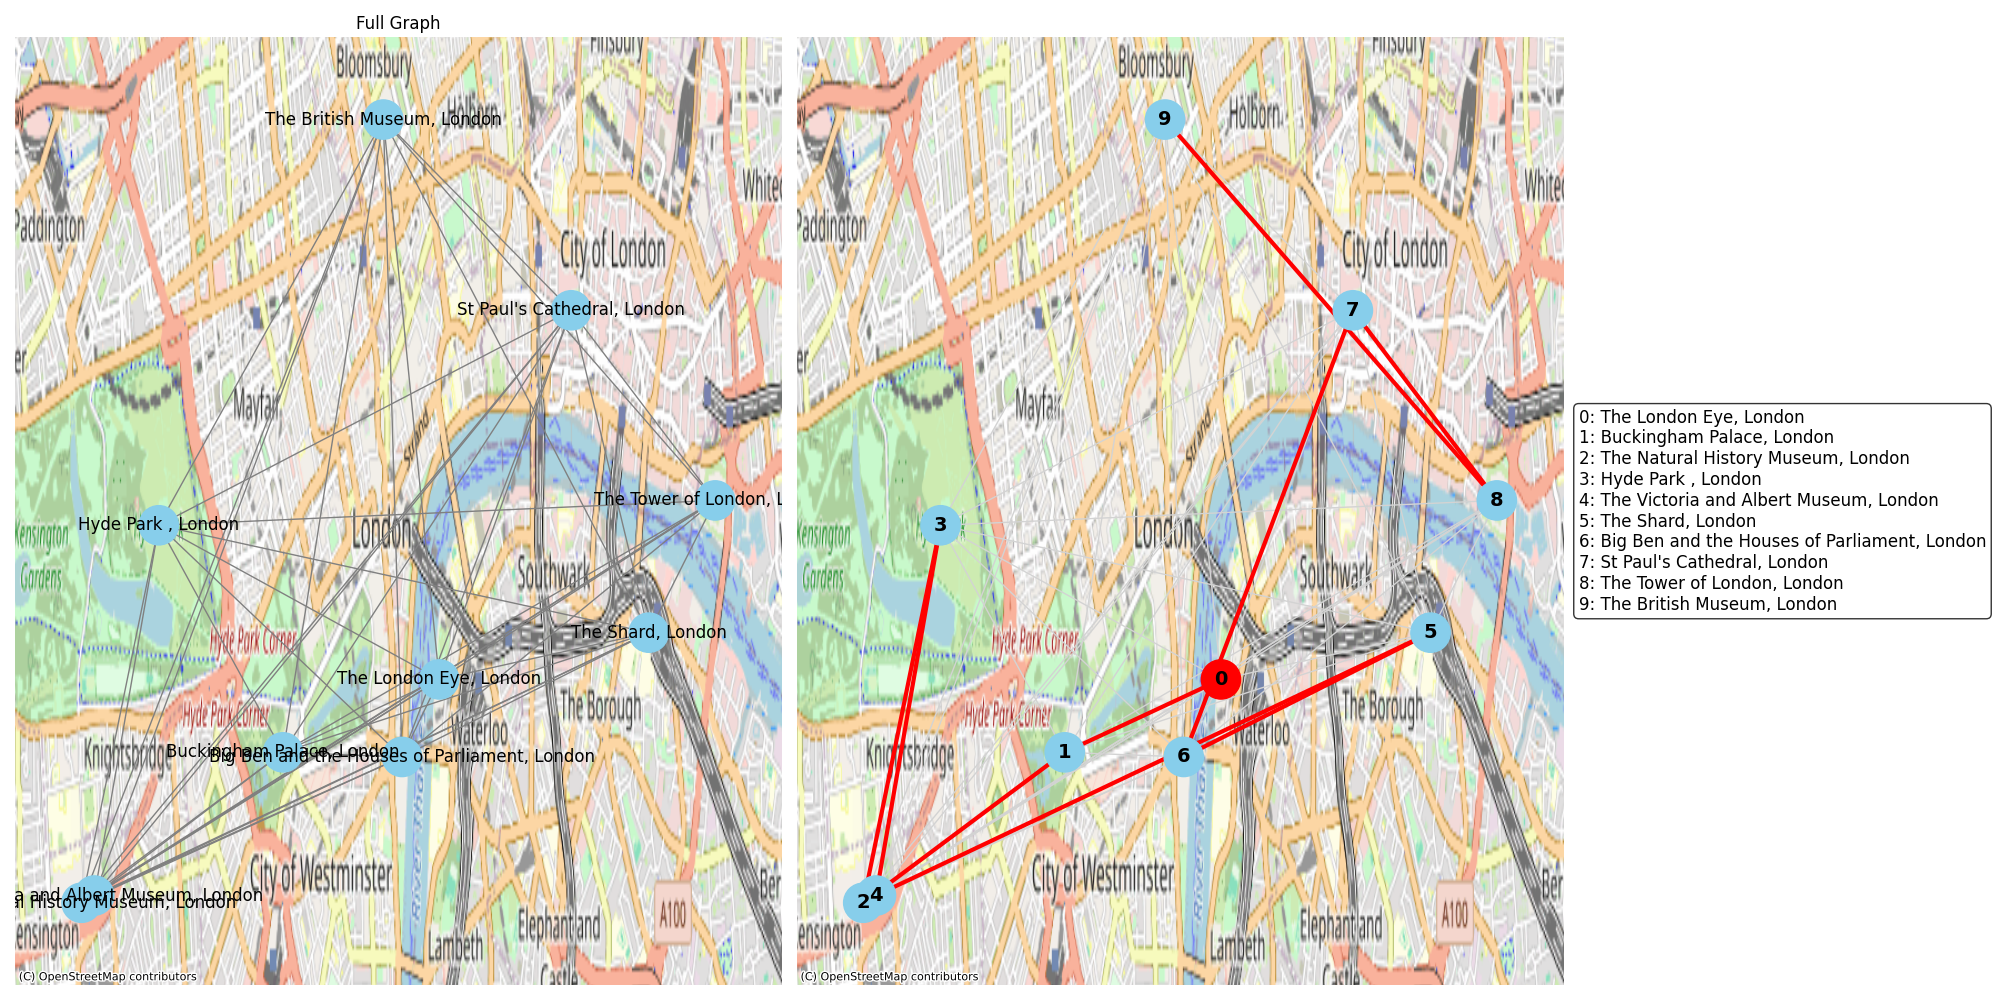 Full Graph
Bloomsbury
Finsbury
The British Museum, London
Holborn
White
Paddington
City of London
St Paul's Cathedral, London
er
Mayfair
Strand
The Tower of London, L
Hyde Park , London
London
Kensington
Gardens
Southwark
Hyde Park Corner
The Shard, London
The London Eye, London
Hyde Park Corner
The Borough
Waterloo
Knightsbridge
Buckingham Palace, London
Big Ben and the Houses of Parliament, London
City of Westminster
Ber
a and Albert Museum, London
al History Museum, London
A100
ensington
Lambeth
Elephant and
Castle
(C) OpenStreetMap contributors
Bloomsbury
Finsbury
9
Holborn
White
Paddington
City of London
7
er
Mayfair
Strand
8
3
London
Kensington
Gardens
Southwark
Hyde Park Corner
5
0
Hyde Park Corner
The Borough
Waterloo
Knightsbridge
1
6
City of Westminster
Ber
2
4
A100
ensington
Lambeth
Elephant and
Castle
(C) OpenStreetMap contributors
0: The London Eye, London
1: Buckingham Palace, London
2: The Natural History Museum, London
3: Hyde Park , London
4: The Victoria and Albert Museum, London
5: The Shard, London
6: Big Ben and the Houses of Parliament, London
7: St Paul's Cathedral, London
8: The Tower of London, London
9: The British Museum, London